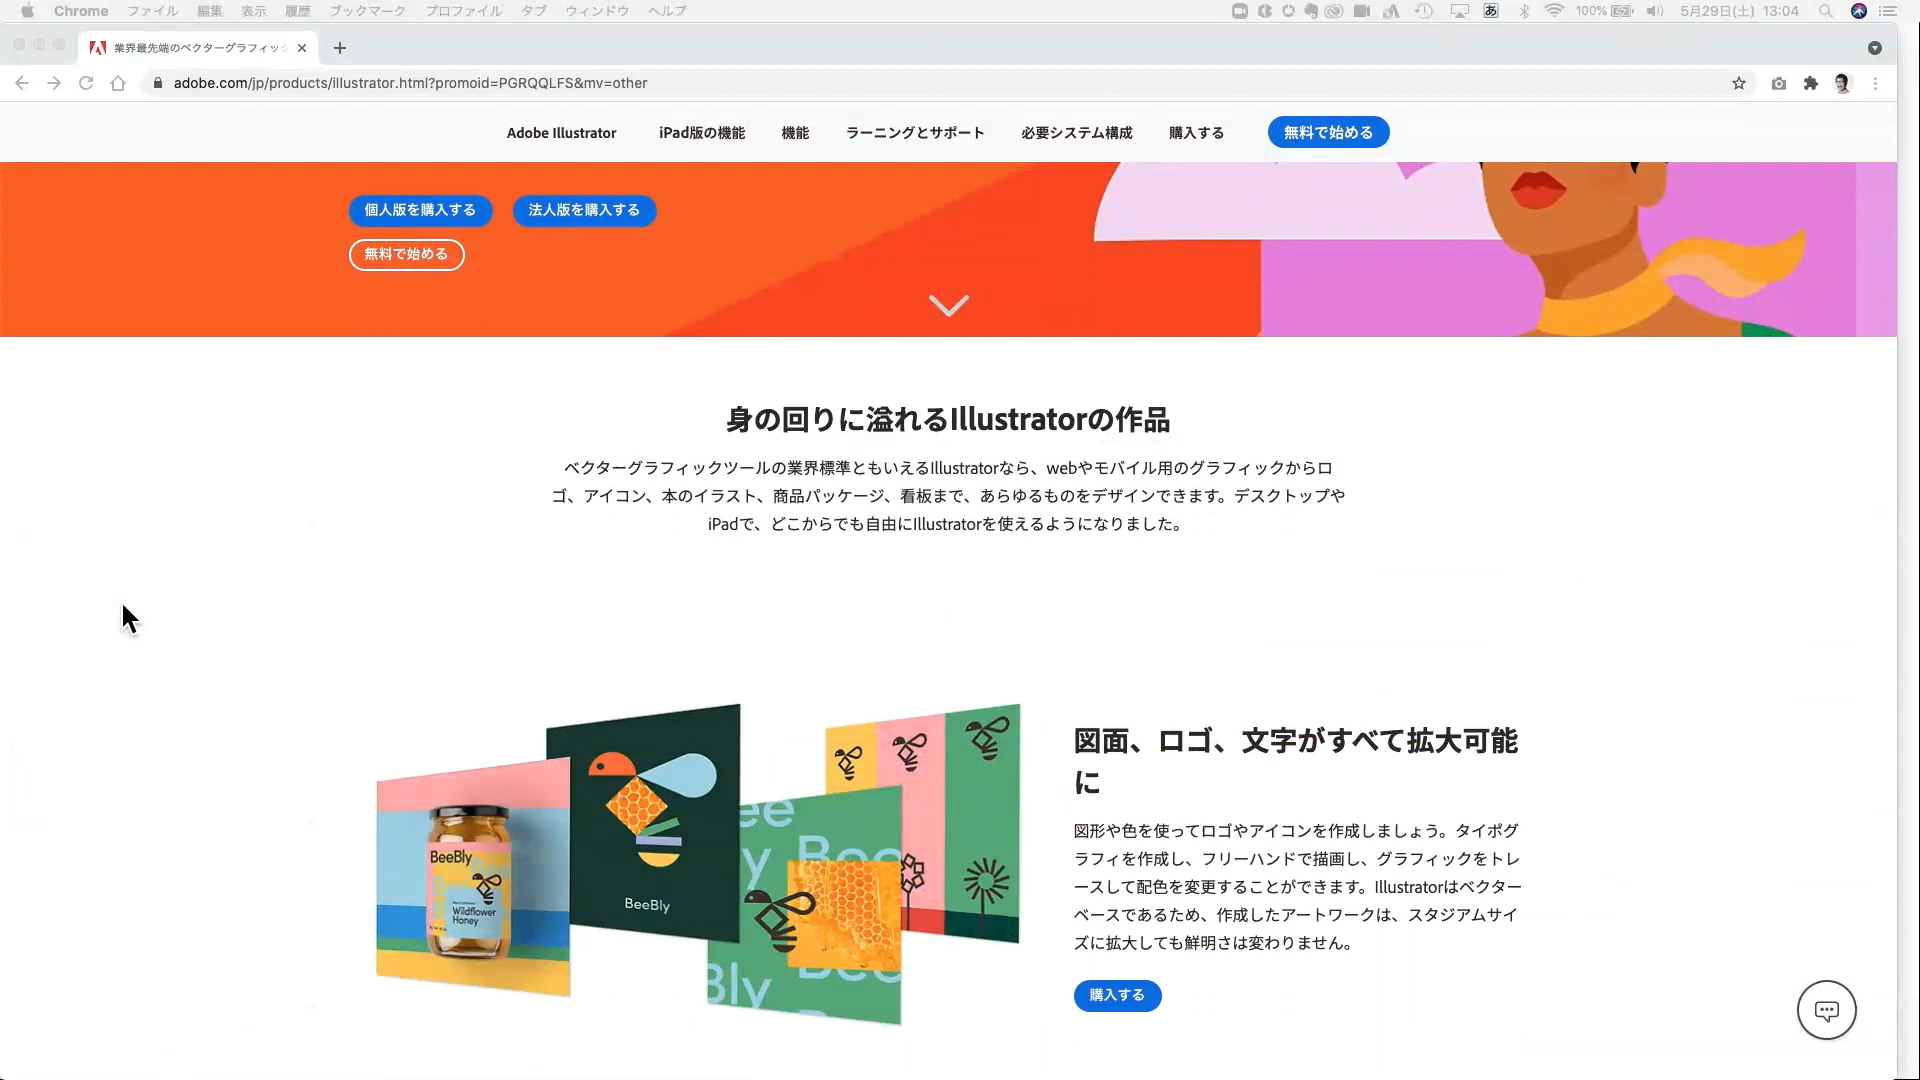 Chrome ファイル 編集 表示 履歴 ブックマーク プロファイル タブ ウィンドウ ヘルプ あ 100% 5月29日(土) 13:04
業界最先端のベクターグラフィック
adobe.com/jp/products/illustrator.html?promoid=PGRQQLFS&mv=other
Adobe Illustrator iPad版の機能 機能 ラーニングとサポート 必要システム構成 購入する 無料で始める
個人版を購入する 法人版を購入する
無料で始める
身の回りに溢れるIllustratorの作品
ベクターグラフィックツールの業界標準ともいえるIllustratorなら、webやモバイル用のグラフィックからロ
ゴ、アイコン、本のイラスト、商品パッケージ、看板まで、あらゆるものをデザインできます。デスクトップや
iPadで、どこからでも自由にIllustratorを使えるようになりました。
BeeBly
Wildflower
Honey
BeeBly
ee
y Bee
Bly Bee
図面、ロゴ、文字がすべて拡大可能
に
図形や色を使ってロゴやアイコンを作成しましょう。タイポグ
ラフィを作成し、フリーハンドで描画し、グラフィックをトレ
ースして配色を変更することができます。Illustratorはベクター
ベースであるため、作成したアートワークは、スタジアムサイ
ズに拡大しても鮮明さは変わりません。
購入する